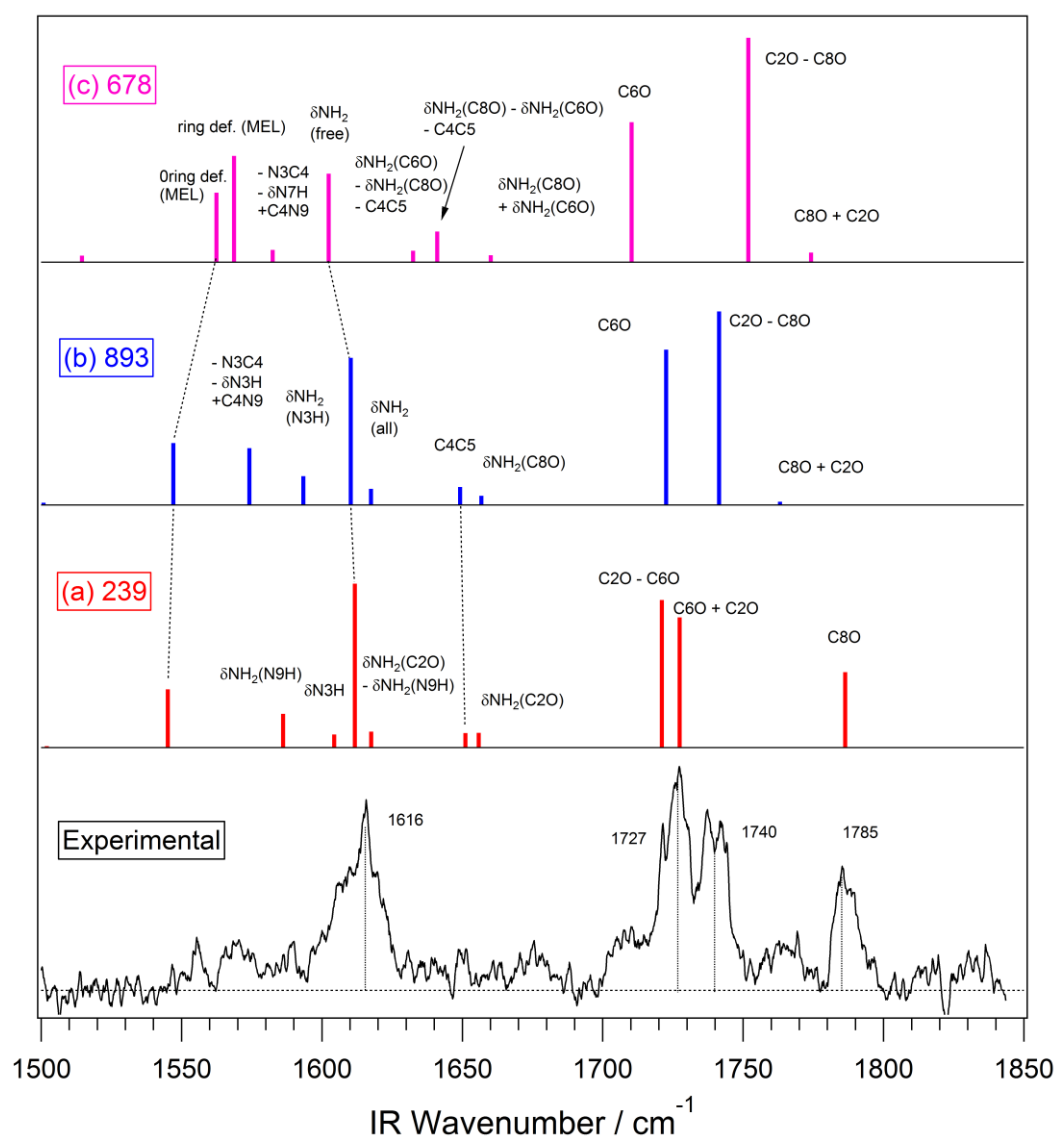 (c) 678
0ring def.
(MEL)
ring def. (MEL)
- N3C4
- δN7H
+C4N9
δNH₂
(free)
δNH₂(C6O)
- δNH₂(C8O)
- C4C5
δNH₂(C8O) - δNH₂(C6O)
- C4C5
δNH₂(C8O)
+ δNH₂(C6O)
C6O
C2O - C8O
C8O + C2O
(b) 893
- N3C4
- δN3H
+C4N9
δNH₂
(N3H)
δNH₂
(all)
C4C5
δNH₂(C8O)
C6O
C2O - C8O
C8O + C2O
(a) 239
δNH₂(N9H)
δN3H
δNH₂(C2O)
- δNH₂(N9H)
δNH₂(C2O)
C2O - C6O
C6O + C2O
C8O
Experimental
1616
1727
1740
1785
1500
1550
1600
1650
1700
1750
1800
1850
IR Wavenumber / cm⁻¹